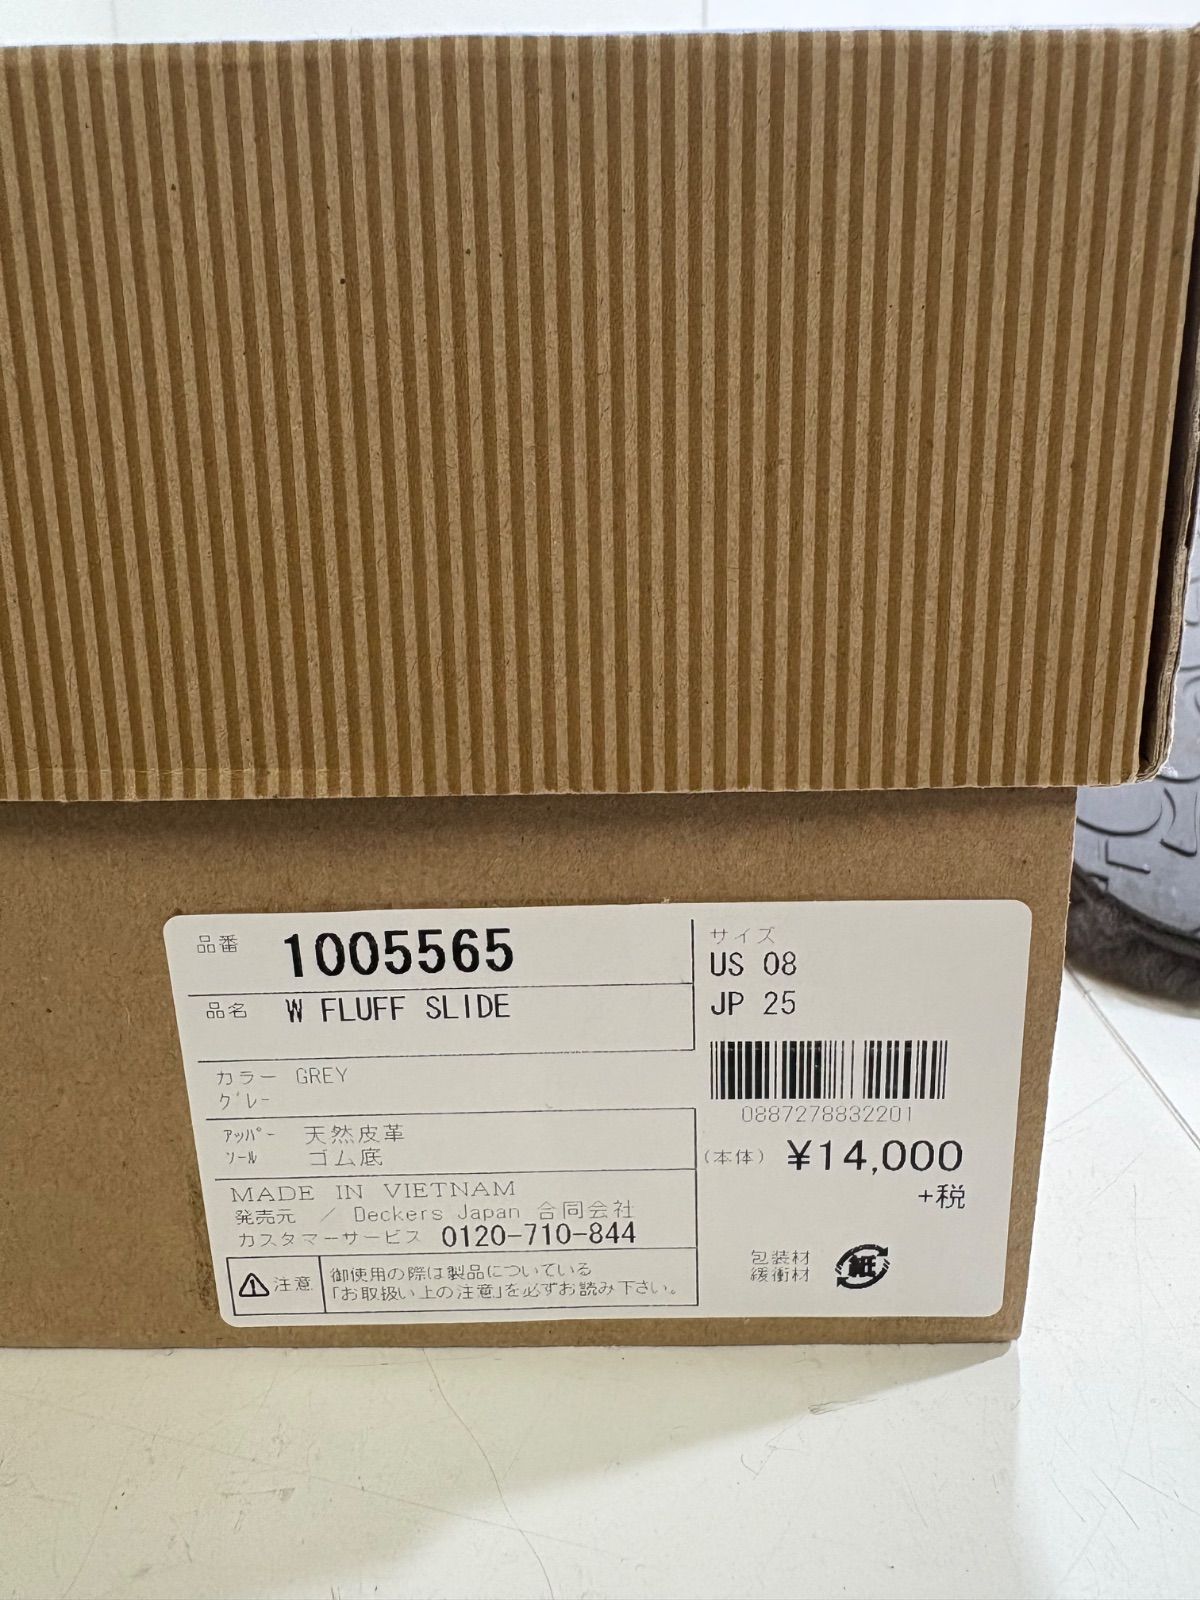 品番 1005565
品名 W FLUFF SLIDE
カラー GREY
グレー
アッパー 天然皮革
ソール ゴム底
MADE IN VIETNAM
発売元 / Deckers Japan 合同会社
カスタマーサービス 0120-710-844
注意
御使用の際は製品についている
「お取扱い上の注意」を必ずお読み下さい。
サイズ
US 08
JP 25
0887278832201
(本体) ¥14,000
+税
包装材
緩衝材
紙